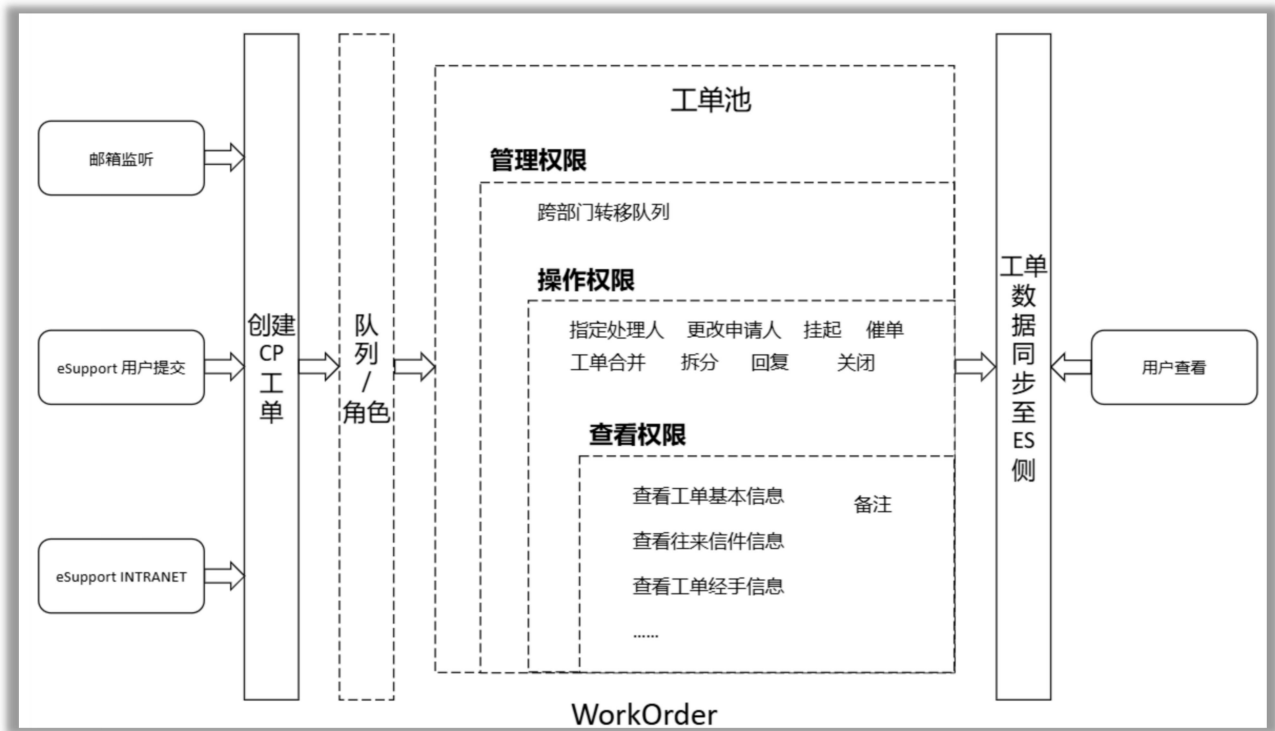 邮箱监听
eSupport 用户提交
eSupport INTRANET
创建
CP
工
单
队
列
/
角色
工单池
管理权限
跨部门转移队列
操作权限
指定处理人 更改申请人 挂起 催单
工单合并 拆分 回复 关闭
查看权限
查看工单基本信息 备注
查看往来信件信息
查看工单经手信息
......
工单
数
据
同
步
至
ES
侧
用户查看
WorkOrder